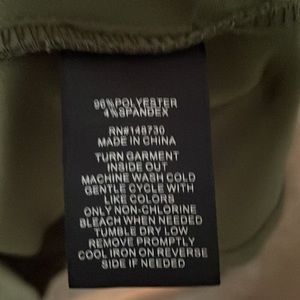 96%POLYESTER
4%SPANDEX
RN#148730
MADE IN CHINA
TURN GARMENT
INSIDE OUT
MACHINE WASH COLD
GENTLE CYCLE WITH
LIKE COLORS
ONLY NON-CHLORINE
BLEACH WHEN NEEDED
TUMBLE DRY LOW
REMOVE PROMPTLY
COOL IRON ON REVERSE
SIDE IF NEEDED